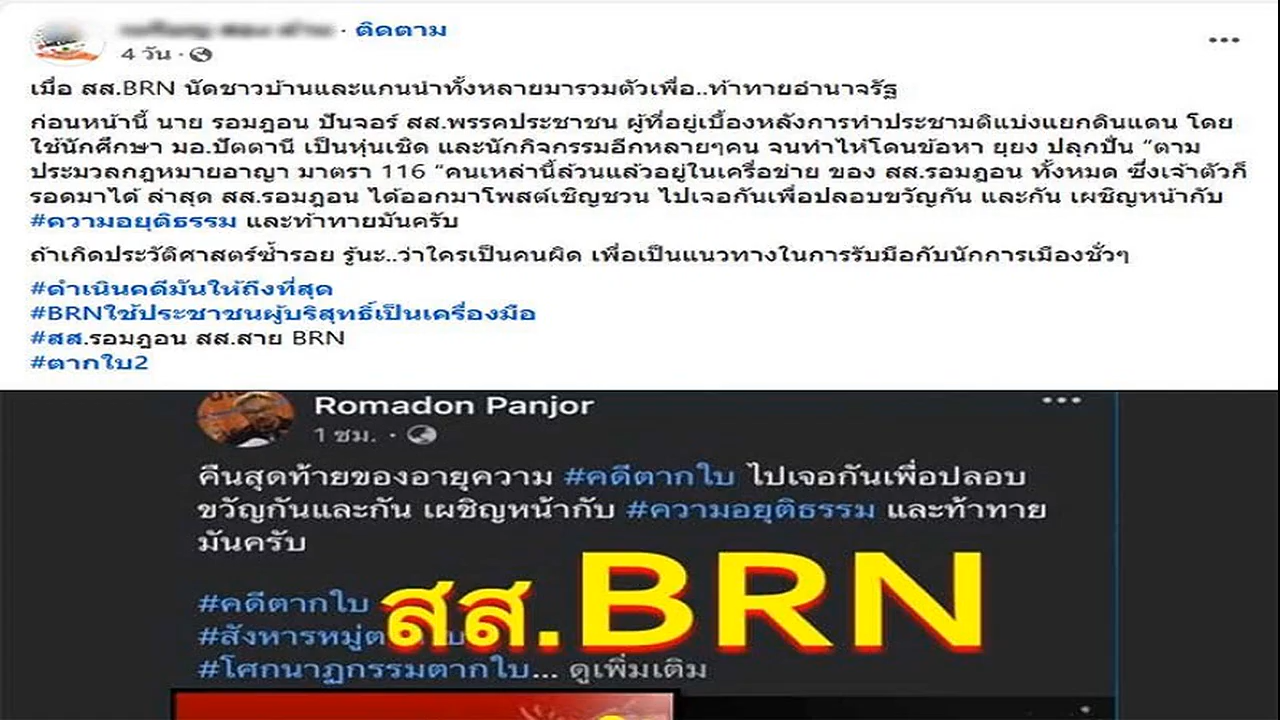 ติดตาม
4 วัน
เมื่อ สส.BRN นัดชาวบ้านและแกนนำทั้งหลายมารวมตัวเพื่อ..ท้าทายอำนาจรัฐ
ก่อนหน้านี้ นาย รอมฎอน ปันจอร์ สส.พรรคประชาชน ผู้ที่อยู่เบื้องหลังการทำประชามติแบ่งแยกดินแดน โดย
ใช้นักศึกษา มอ.ปัตตานี เป็นหุ่นเชิด และนักกิจกรรมอีกหลายๆคน จนทำให้โดนข้อหา ยุยง ปลุกปั่น “ตาม
ประมวลกฎหมายอาญา มาตรา 116 “คนเหล่านี้ล้วนแล้วอยู่ในเครือข่าย ของ สส.รอมฎอน ทั้งหมด ซึ่งเจ้าตัวก็
รอดมาได้ ล่าสุด สส.รอมฎอน ได้ออกมาโพสต์เชิญชวน ไปเจอกันเพื่อปลอบขวัญกัน และกัน เผชิญหน้ากับ
#ความอยุติธรรม และท้าทายมันครับ
ถ้าเกิดประวัติศาสตร์ซ้ำรอย รู้นะ..ว่าใครเป็นคนผิด เพื่อเป็นแนวทางในการรับมือกับนักการเมืองชั่วๆ
#ดำเนินคดีมันให้ถึงที่สุด
#BRNใช้ประชาชนผู้บริสุทธิ์เป็นเครื่องมือ
#สส.รอมฎอน สส.สาย BRN
#ตากใบ2
Romadon Panjor
1 ชม.
คืนสุดท้ายของอายุความ #คดีตากใบ ไปเจอกันเพื่อปลอบ
ขวัญกันและกัน เผชิญหน้ากับ #ความอยุติธรรม และท้าทาย
มันครับ
#คดีตากใบ
สส.BRN
#สังหารหมู่
#โศกนาฏกรรมตากใบ... ดูเพิ่มเติม